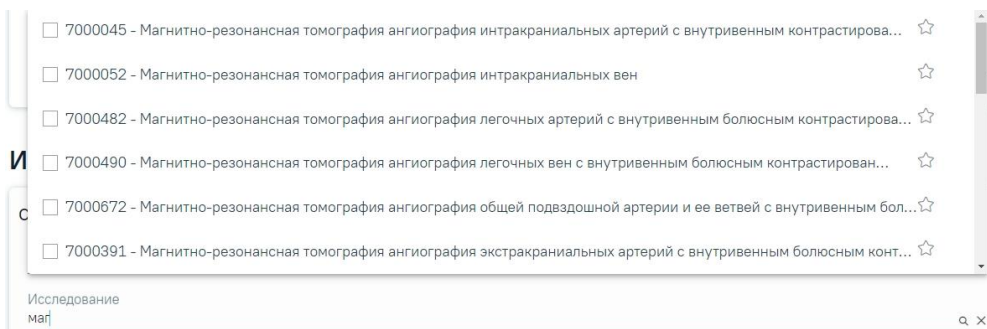 7000045 - Магнитно-резонансная томография ангиография интракраниальных артерий с внутривенным контрастирова...
7000052 - Магнитно-резонансная томография ангиография интракраниальных вен
7000482 - Магнитно-резонансная томография ангиография легочных артерий с внутривенным болюсным контрастирова...
7000490 - Магнитно-резонансная томография ангиография легочных вен с внутривенным болюсным контрастирован...
И
7000672 - Магнитно-резонансная томография ангиография общей подвздошной артерии и ее ветвей с внутривенным бол...
7000391 - Магнитно-резонансная томография ангиография экстракраниальных артерий с внутривенным болюсным конт...
Исследование
маг